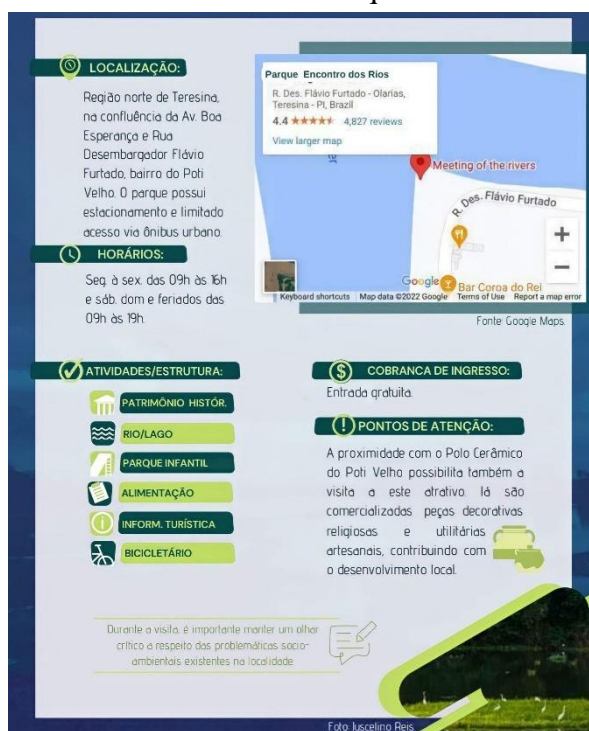 LOCALIZAÇÃO:
Região norte de Teresina,
na confluência da Av. Boa
Esperança e Rua
Desembargador Flávio
Furtado, bairro do Poti
Velho. O parque possui
estacionamento e limitado
acesso via ônibus urbano.
HORÁRIOS:
Seg. à sex. das 09h às 16h
e sáb. dom e feriados das
09h às 19h.
Parque Encontro dos Rios
R. Des. Flávio Furtado - Olarias,
Teresina - PI, Brazil
4.4 ★★★★★ 4,827 reviews
View larger map
Meeting of the rivers
R. Des. Flávio Furtado
+
−
Google
Bar Coroa do Rei
Keyboard shortcuts Map data ©2022 Google Terms of Use Report a map error
Fonte: Google Maps.
ATIVIDADES/ESTRUTURA:
PATRIMÔNIO HISTÓR.
RIO/LAGO
PARQUE INFANTIL
ALIMENTAÇÃO
INFORM. TURÍSTICA
BICICLETÁRIO
$ COBRANCA DE INGRESSO:
Entrada gratuita.
! PONTOS DE ATENÇÃO:
A proximidade com o Polo Cerâmico
do Poti Velho possibilita também a
visita a este atrativo. lá são
comercializadas peças decorativas
religiosas e utilitárias
artesanais, contribuindo com
o desenvolvimento local.
Durante a visita, é importante manter um olhar
crítico a respeito das problemáticas socio-
ambientais existentes na localidade
Foto: Juscelino Reis